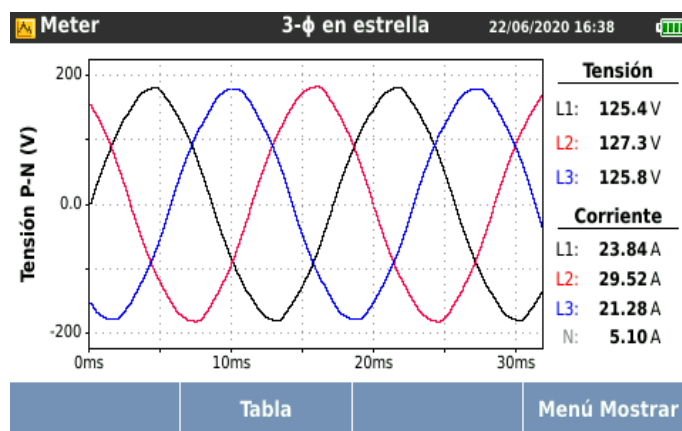 Meter 3-ϕ en estrella 22/06/2020 16:38
Tensión P-N (V)
200
0.0
-200
0ms 10ms 20ms 30ms
Tensión
L1: 125.4 V
L2: 127.3 V
L3: 125.8 V
Corriente
L1: 23.84 A
L2: 29.52 A
L3: 21.28 A
N: 5.10 A
Tabla Menú Mostrar